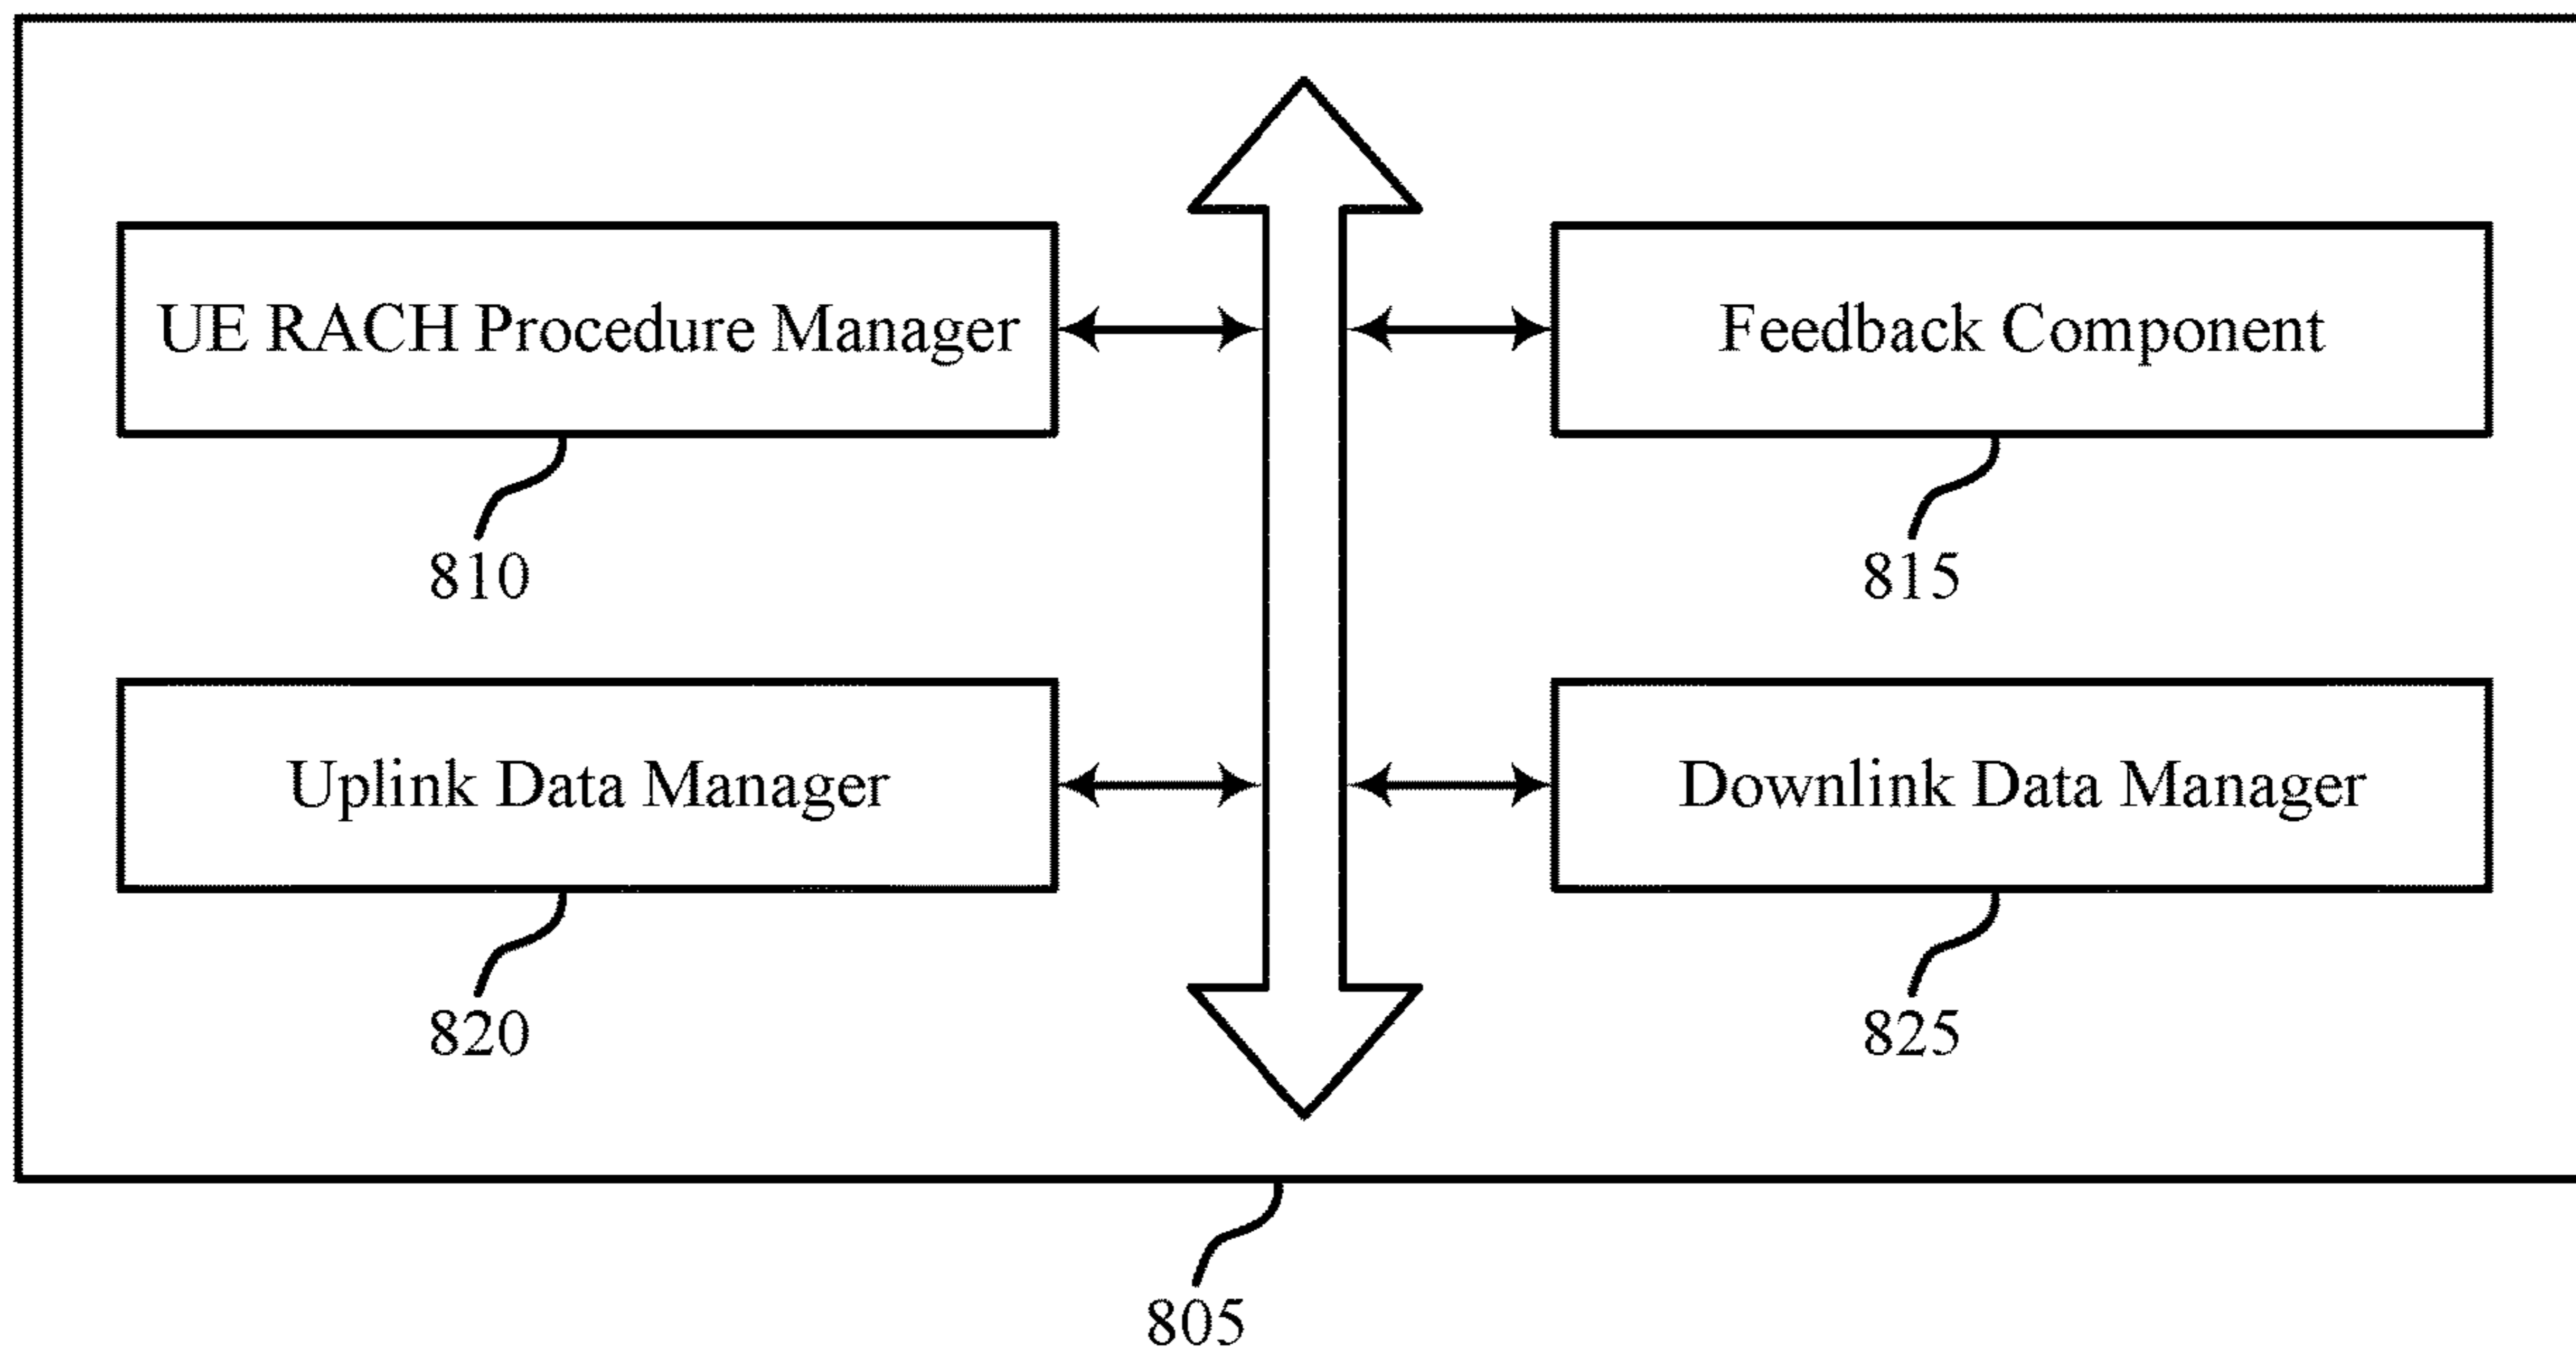 UE RACH Procedure Manager
Feedback Component
810
815
Uplink Data Manager
Downlink Data Manager
820
825
805